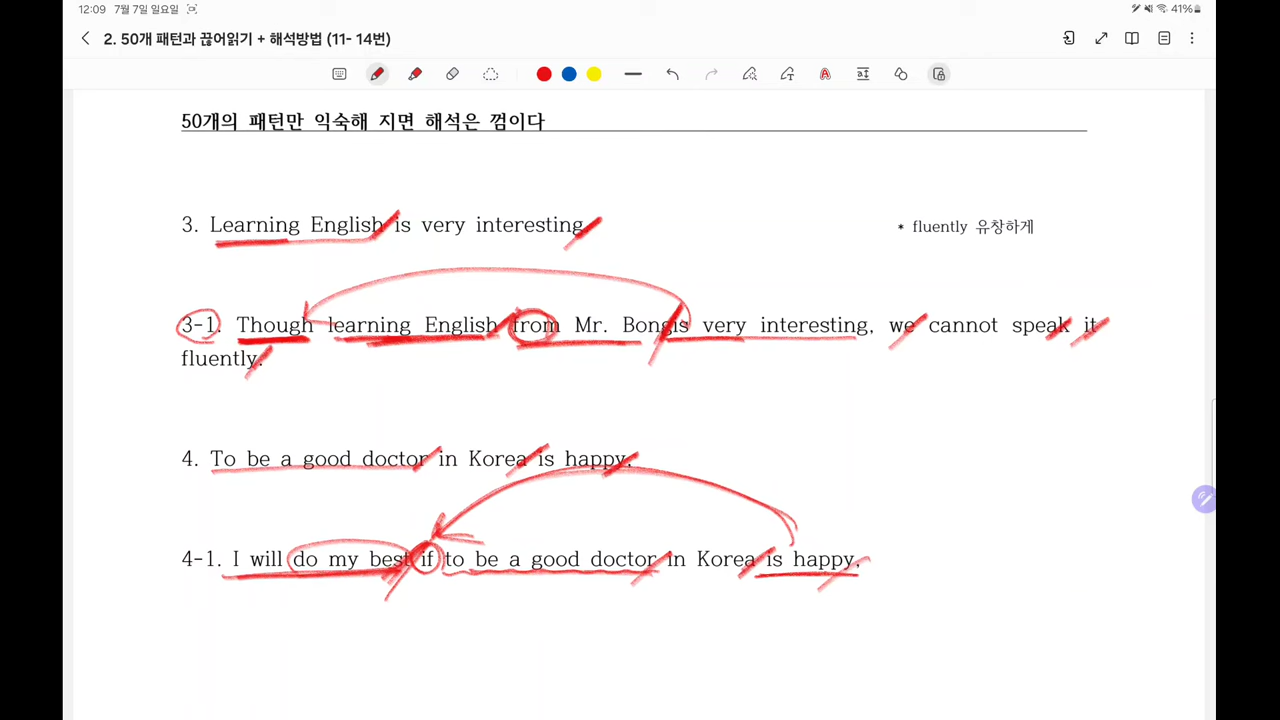 12:09 7월 7일 일요일
41%
2. 50개 패턴과 끊어읽기 + 해석방법 (11- 14번)
50개의 패턴만 익숙해 지면 해석은 껌이다
3. Learning English is very interesting.
* fluently 유창하게
3-1. Though learning English from Mr. Bong is very interesting, we cannot speak it
fluently.
4. To be a good doctor in Korea is happy.
4-1. I will do my best if to be a good doctor in Korea is happy.